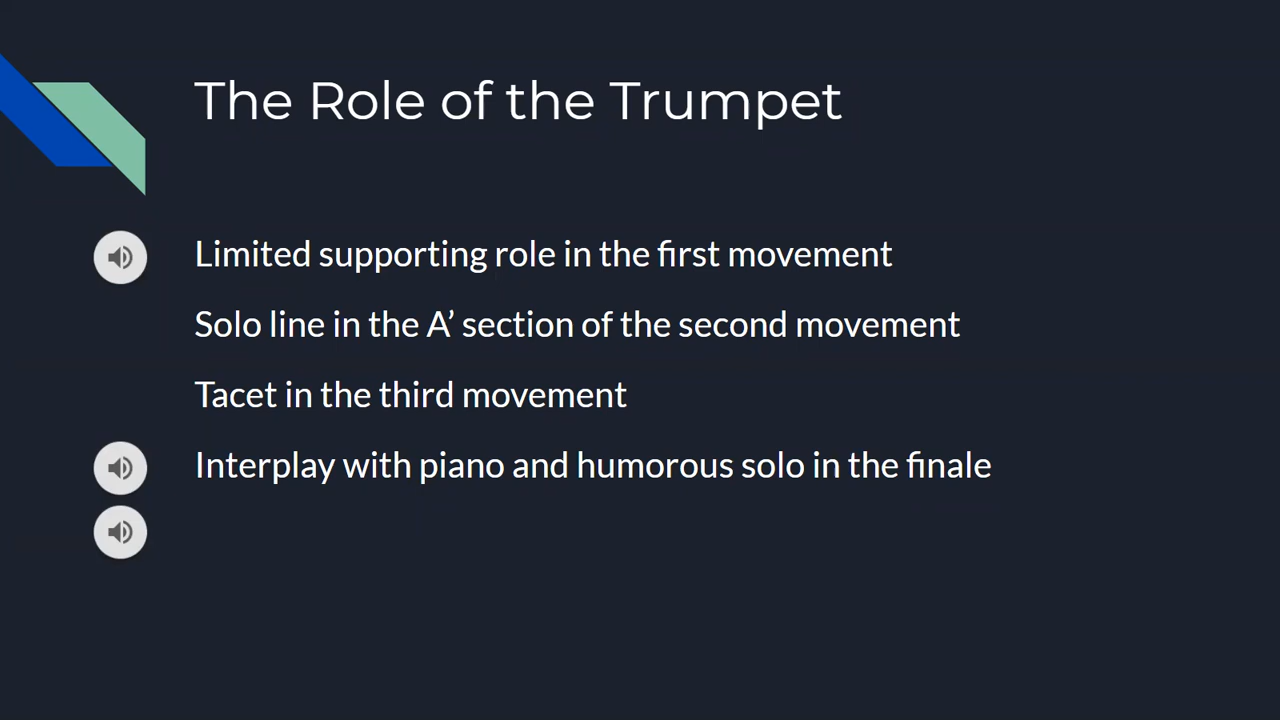 The Role of the Trumpet
Limited supporting role in the first movement
Solo line in the A’ section of the second movement
Tacet in the third movement
Interplay with piano and humorous solo in the finale